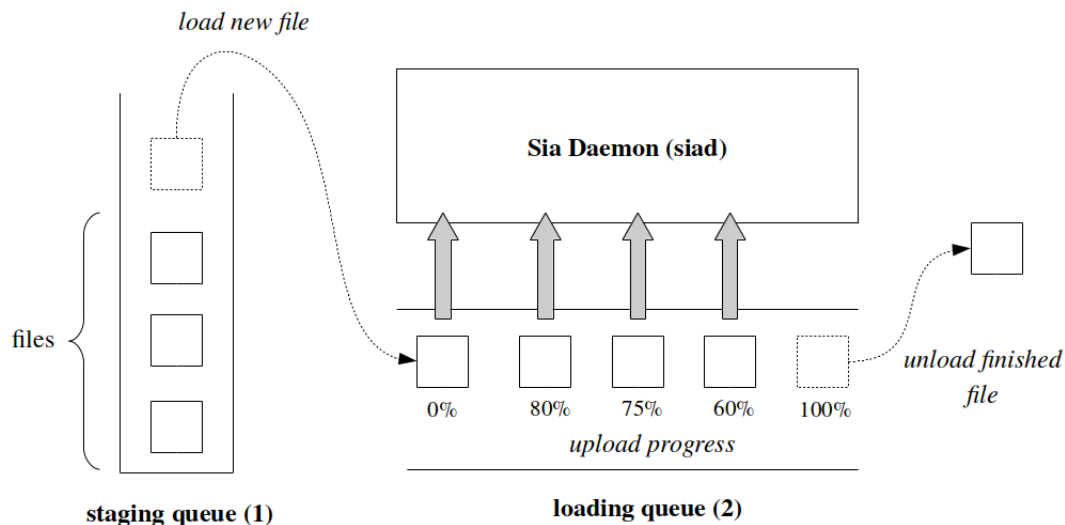 load new file
Sia Daemon (siad)
files
0% 80% 75% 60% 100%
upload progress
unload finished
file
staging queue (1)
loading queue (2)